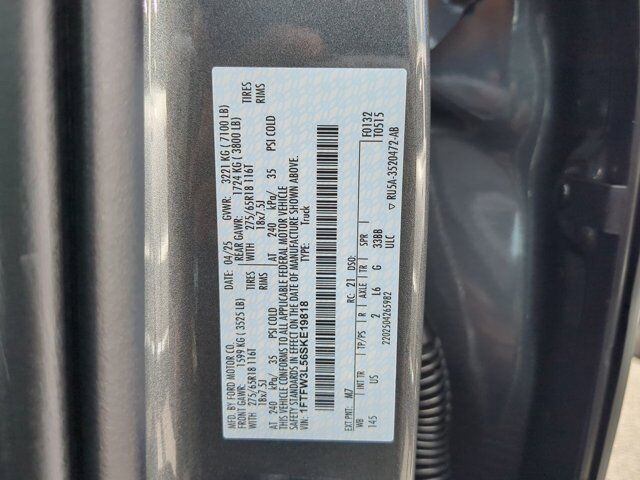 MFD. BY FORD MOTOR CO.
DATE: 04/25 GVWR: 3221 KG ( 7100 LB)
FRONT GAWR: 1599 KG ( 3525 LB) REAR GAWR: 1724 KG ( 3800 LB)
WITH 275/65R18 116T TIRES WITH 275/65R18 116T TIRES
18x7.5J RIMS 18x7.5J RIMS
AT 240 kPa/ 35 PSI COLD AT 240 kPa/ 35 PSI COLD
THIS VEHICLE CONFORMS TO ALL APPLICABLE FEDERAL MOTOR VEHICLE
SAFETY STANDARDS IN EFFECT ON THE DATE OF MANUFACTURE SHOWN ABOVE.
VIN: 1FTFW3L56SKE19818
TYPE: Truck
F0132
T0515
EXT PNT: M7 RC: 21 DSO:
WB INT TR TP/PS R AXLE TR SPR
145 US 2 L6 G 33BB
2202504265982 ULC
▽ RU5A-3520472-AB